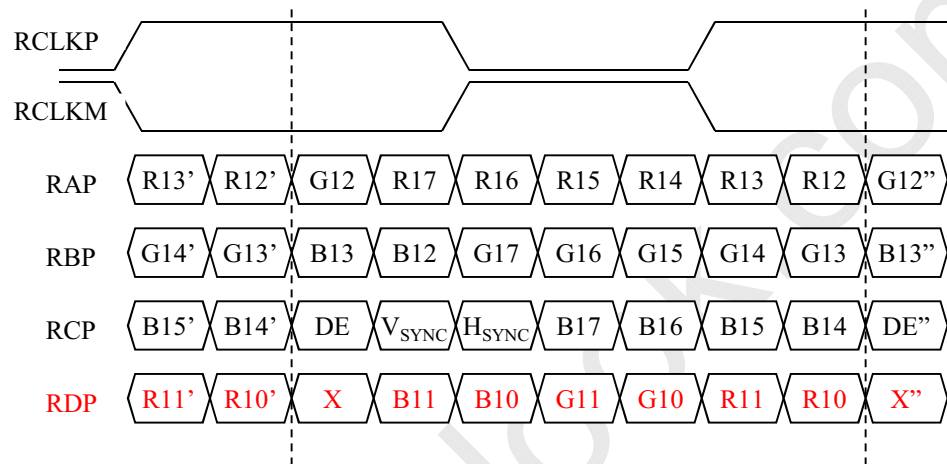 RCLKP
RCLKM
RAP R13’ R12’ G12 R17 R16 R15 R14 R13 R12 G12”
RBP G14’ G13’ B13 B12 G17 G16 G15 G14 G13 B13”
RCP B15’ B14’ DE VSYNC HSYNC B17 B16 B15 B14 DE”
RDP R11’ R10’ X B11 B10 G11 G10 R11 R10 X”